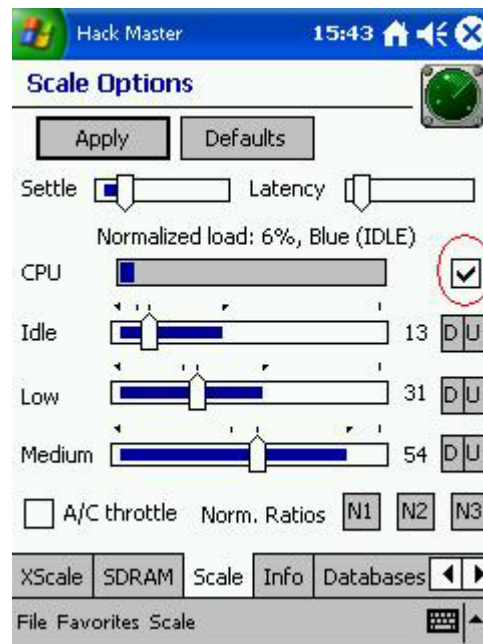 Hack Master 15:43
Scale Options
Apply Defaults
Settle Latency
Normalized load: 6%, Blue (IDLE)
CPU
Idle 13 D U
Low 31 D U
Medium 54 D U
A/C throttle Norm. Ratios N1 N2 N3
XScale SDRAM Scale Info Databases
File Favorites Scale